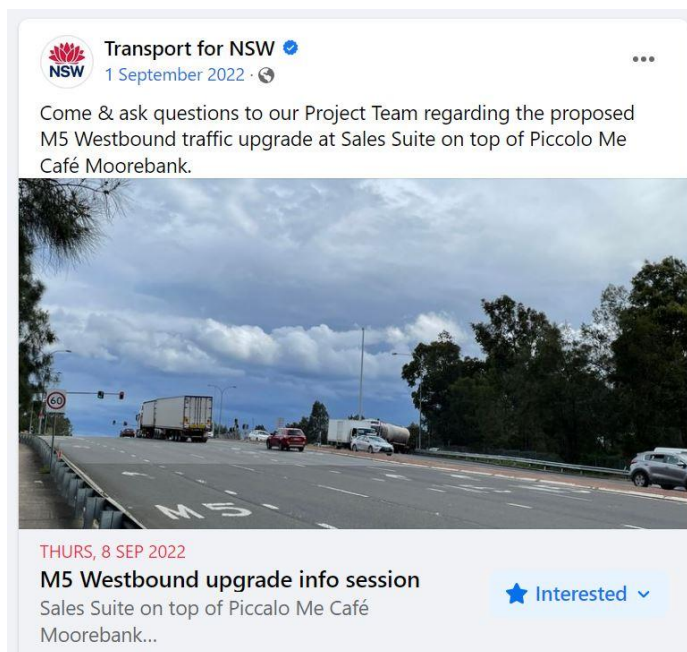 Transport for NSW
1 September 2022 ·
NSW
Come & ask questions to our Project Team regarding the proposed
M5 Westbound traffic upgrade at Sales Suite on top of Piccolo Me
Café Moorebank.
60
M5
THURS, 8 SEP 2022
M5 Westbound upgrade info session
Sales Suite on top of Piccalo Me Café
Moorebank...
Interested